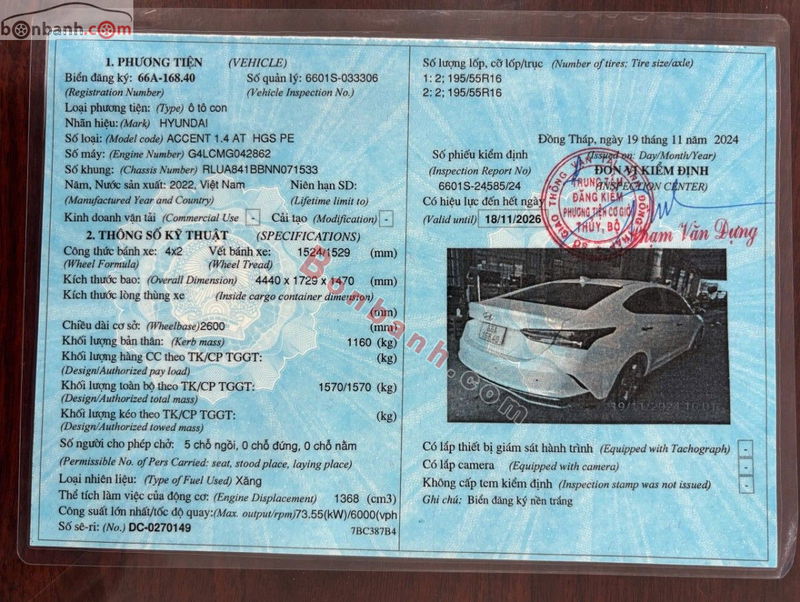 bonbanh.com
1. PHƯƠNG TIỆN (VEHICLE)
Biển đăng ký: 66A-168.40 Số quản lý: 6601S-033306
(Registration Number) (Vehicle Inspection No.)
Loại phương tiện: (Type) ô tô con
Nhãn hiệu: (Mark) HYUNDAI
Số loại: (Model code) ACCENT 1.4 AT HGS PE
Số máy: (Engine Number) G4LCMG042862
Số khung: (Chassis Number) RLUA841BBNN071533
Năm, Nước sản xuất: 2022, Việt Nam Niên hạn SD:
(Manufactured Year and Country) (Lifetime limit to)
Kinh doanh vận tải (Commercial Use - Cải tạo (Modification) -
2. THÔNG SỐ KỸ THUẬT (SPECIFICATIONS)
Công thức bánh xe: 4x2 Vết bánh xe: 1524/1529 (mm)
(Wheel Formula) (Wheel Tread)
Kích thước bao: (Overall Dimension) 4440 x 1729 x 1470 (mm)
Kích thước lòng thùng xe (Inside cargo container dimension)
(mm)
Chiều dài cơ sở: (Wheelbase) 2600 (mm)
Khối lượng bản thân: (Kerb mass) 1160 (kg)
Khối lượng hàng CC theo TK/CP TGGT: (kg)
(Design/Authorized pay load)
Khối lượng toàn bộ theo TK/CP TGGT: 1570/1570 (kg)
(Design/Authorized total mass)
Khối lượng kéo theo TK/CP TGGT: (kg)
(Design/Authorized towed mass)
Số người cho phép chở: 5 chỗ ngồi, 0 chỗ đứng, 0 chỗ nằm
(Permissible No. of Pers Carried: seat, stood place, laying place)
Loại nhiên liệu: (Type of Fuel Used) Xăng
Thể tích làm việc của động cơ: (Engine Displacement) 1368 (cm3)
Công suất lớn nhất/tốc độ quay:(Max. output/rpm)73.55(kW)/6000(vph
Số sê-ri: (No.) DC-0270149 7BC387B4
Số lượng lốp, cỡ lốp/trục (Number of tires: Tire size/axle)
1: 2; 195/55R16
2: 2; 195/55R16
Đồng Tháp, ngày 19 tháng 11 năm 2024
Số phiếu kiểm định (Issued on: Day/Month/Year)
(Inspection Report No) ĐƠN VỊ KIỂM ĐỊNH
6601S-24585/24 (INSPECTION CENTER)
Có hiệu lực đến hết ngày
(Valid until) 18/11/2026
TRUNG TÂM
ĐĂNG KIỂM
PHƯƠNG TIỆN CƠ GIỚI
THỦY, BỘ
Phạm Văn Dựng
19/11/2024 16:01
Có lắp thiết bị giám sát hành trình (Equipped with Tachograph) -
Có lắp camera (Equipped with camera) -
Không cấp tem kiểm định (Inspection stamp was not issued) -
Ghi chú: Biển đăng ký nền trắng
Bonbanh.com